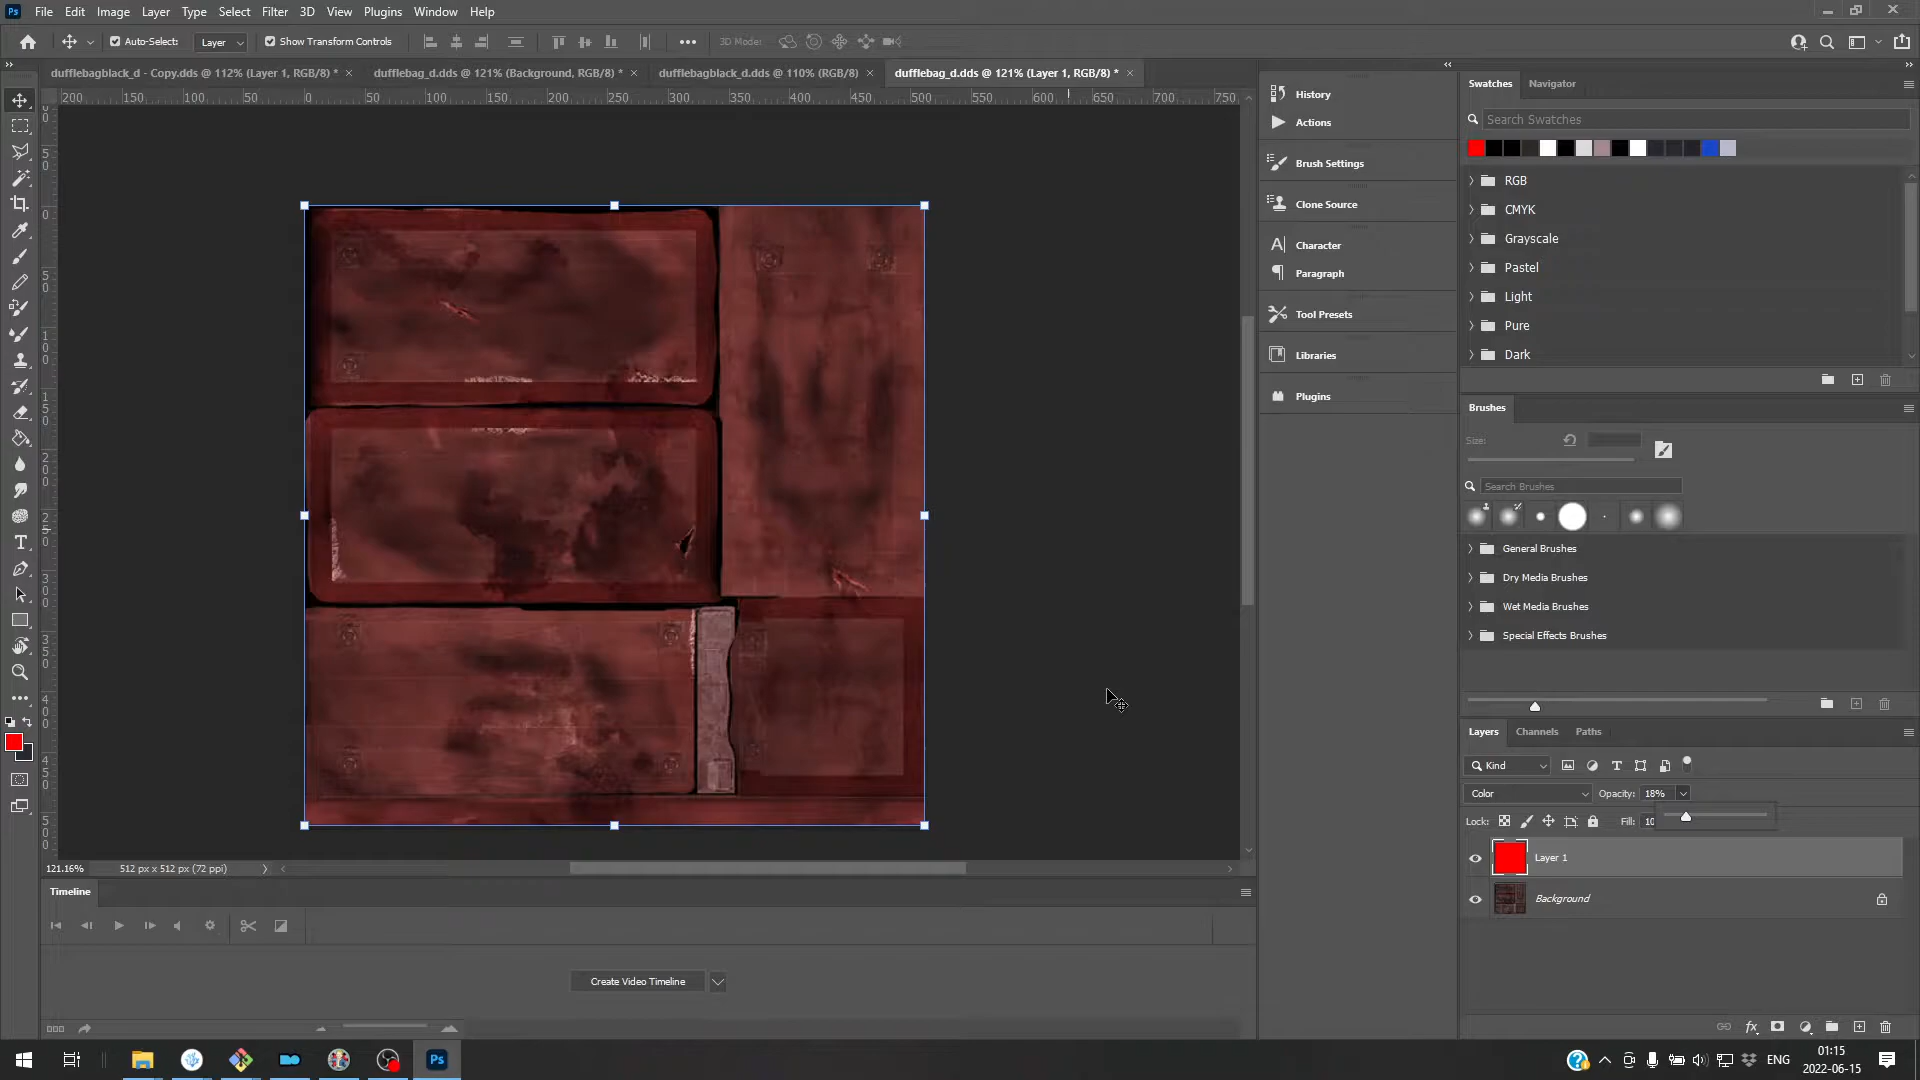 Ps File Edit Image Layer Type Select Filter 3D View Plugins Window Help
Auto-Select: Layer Show Transform Controls 3D Mode:
dufflebagblack_d - Copy.dds @ 112% (Layer 1, RGB/8) * dufflebag_d.dds @ 121% (Background, RGB/8) * dufflebagblack_d.dds @ 110% (RGB/8) dufflebag_d.dds @ 121% (Layer 1, RGB/8) *
200 150 100 50 0 50 100 150 200 250 300 350 400 450 500 550 600 650 700 750
History
Actions
Brush Settings
Clone Source
Character
Paragraph
Tool Presets
Libraries
Plugins
Swatches Navigator
Search Swatches
RGB
CMYK
Grayscale
Pastel
Light
Pure
Dark
Brushes
Size:
Search Brushes
General Brushes
Dry Media Brushes
Wet Media Brushes
Special Effects Brushes
Layers Channels Paths
Kind
Color Opacity: 18%
Lock: Fill: 10
Layer 1
Background
121.16% 512 px x 512 px (72 ppi)
Timeline
Create Video Timeline
Ps
ENG
01:15
2022-06-15